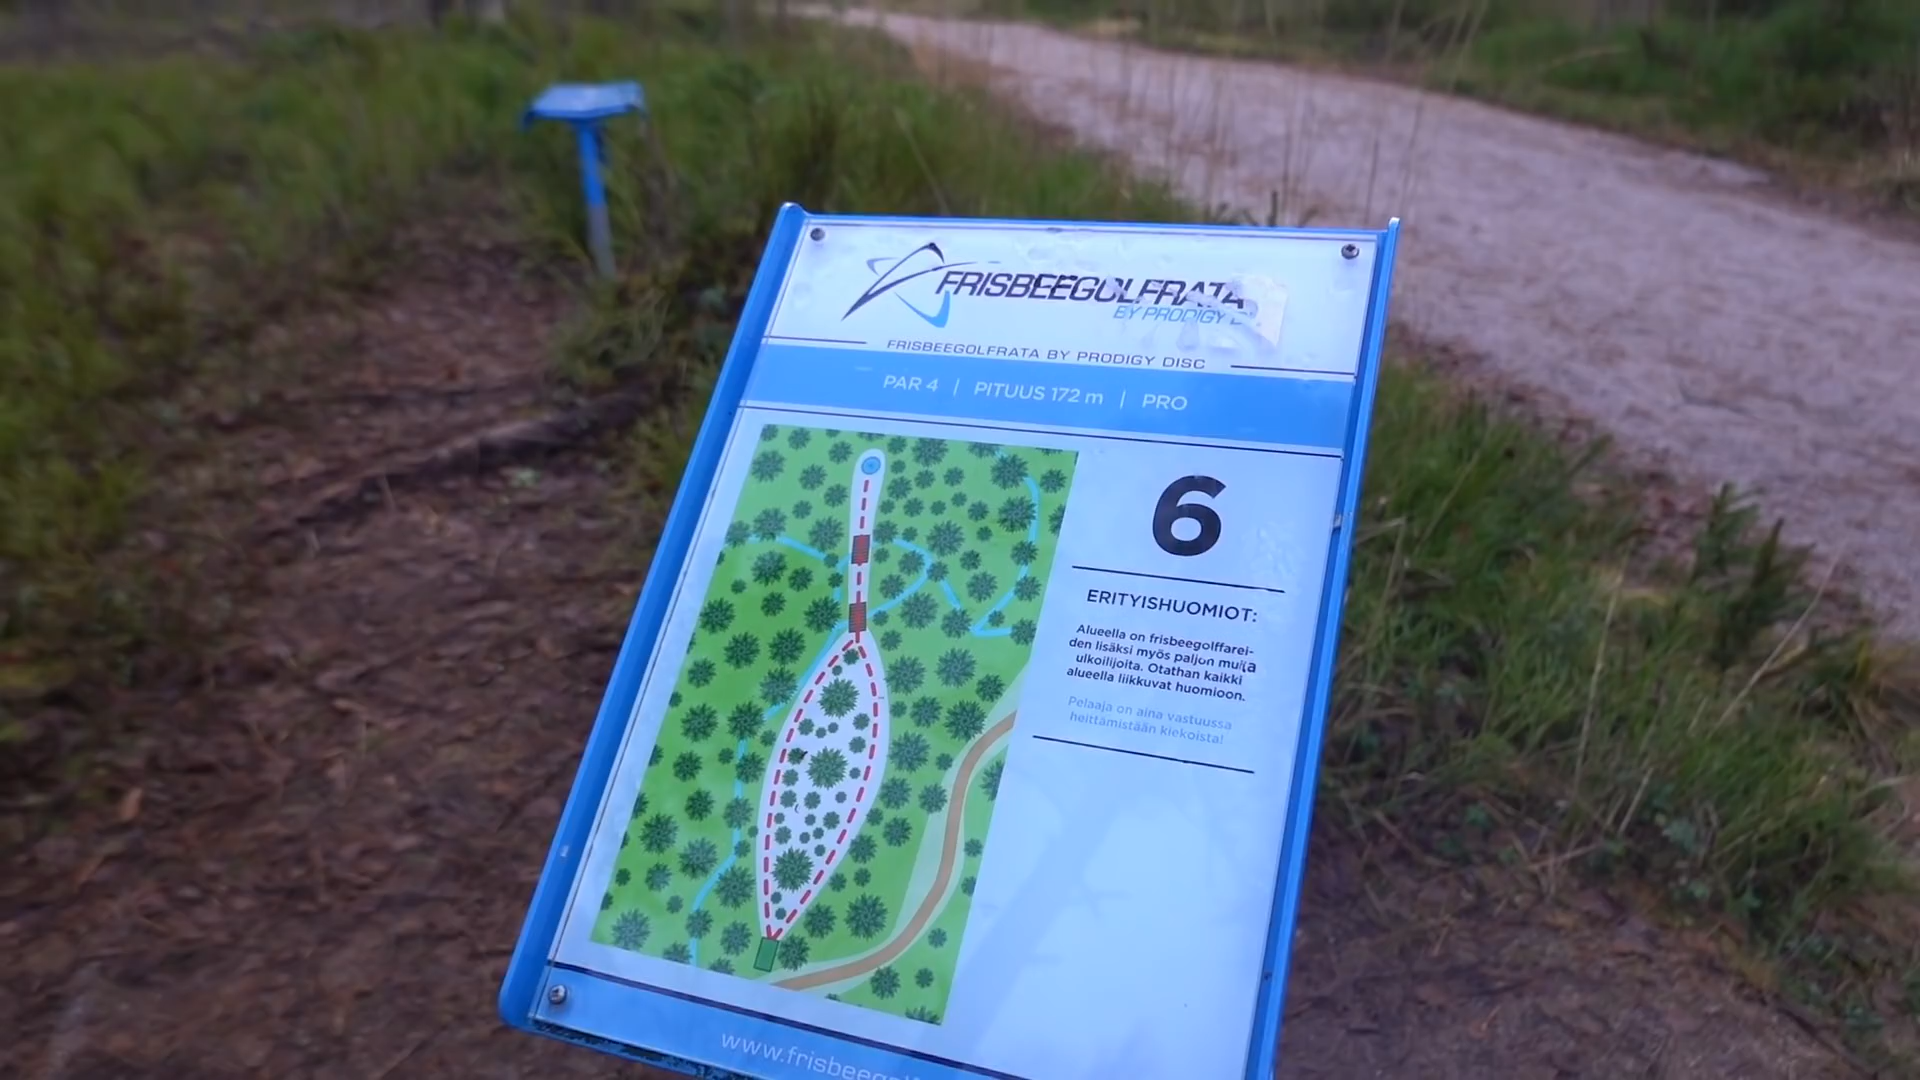 FRISBEEGOLFRATA
BY PRODIGY
FRISBEEGOLFRATA BY PRODIGY DISC
PAR 4 | PITUUS 172 m | PRO
6
ERITYISHUOMIOT:
Alueella on frisbeegolffarei-
den lisäksi myös paljon muita
ulkoilijoita. Otathan kaikki
alueella liikkuvat huomioon.
Pelaaja on aina vastuussa
heittämistään kiekoista!
www.frisbeegolf